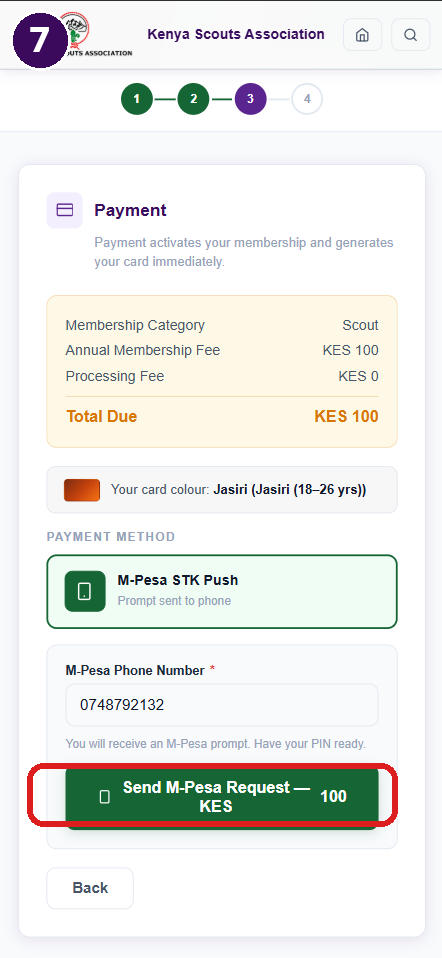 7
OUTS ASSOCIATION
Kenya Scouts Association
1 2 3 4
Payment
Payment activates your membership and generates
your card immediately.
Membership Category Scout
Annual Membership Fee KES 100
Processing Fee KES 0
Total Due KES 100
Your card colour: Jasiri (Jasiri (18–26 yrs))
PAYMENT METHOD
M-Pesa STK Push
Prompt sent to phone
M-Pesa Phone Number *
0748792132
You will receive an M-Pesa prompt. Have your PIN ready.
Send M-Pesa Request — 100
KES
Back